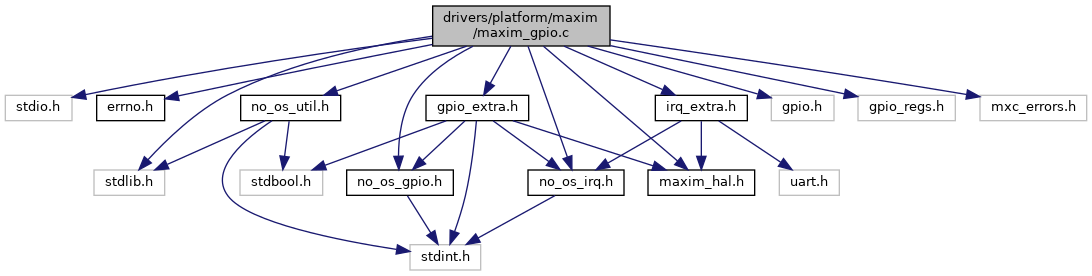 drivers/platform/maxim
/maxim_gpio.c
stdio.h
errno.h
no_os_util.h
gpio_extra.h
irq_extra.h
gpio.h
gpio_regs.h
mxc_errors.h
stdlib.h
stdbool.h
no_os_gpio.h
no_os_irq.h
maxim_hal.h
uart.h
stdint.h